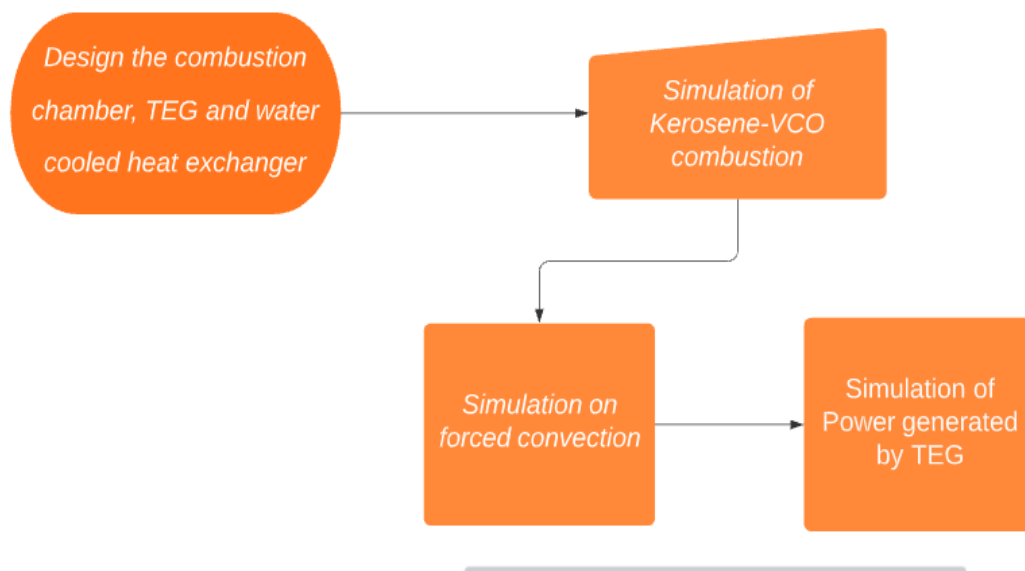 Design the combustion
chamber, TEG and water
cooled heat exchanger
Simulation of
Kerosene-VCO
combustion
Simulation on
forced convection
Simulation of
Power generated
by TEG